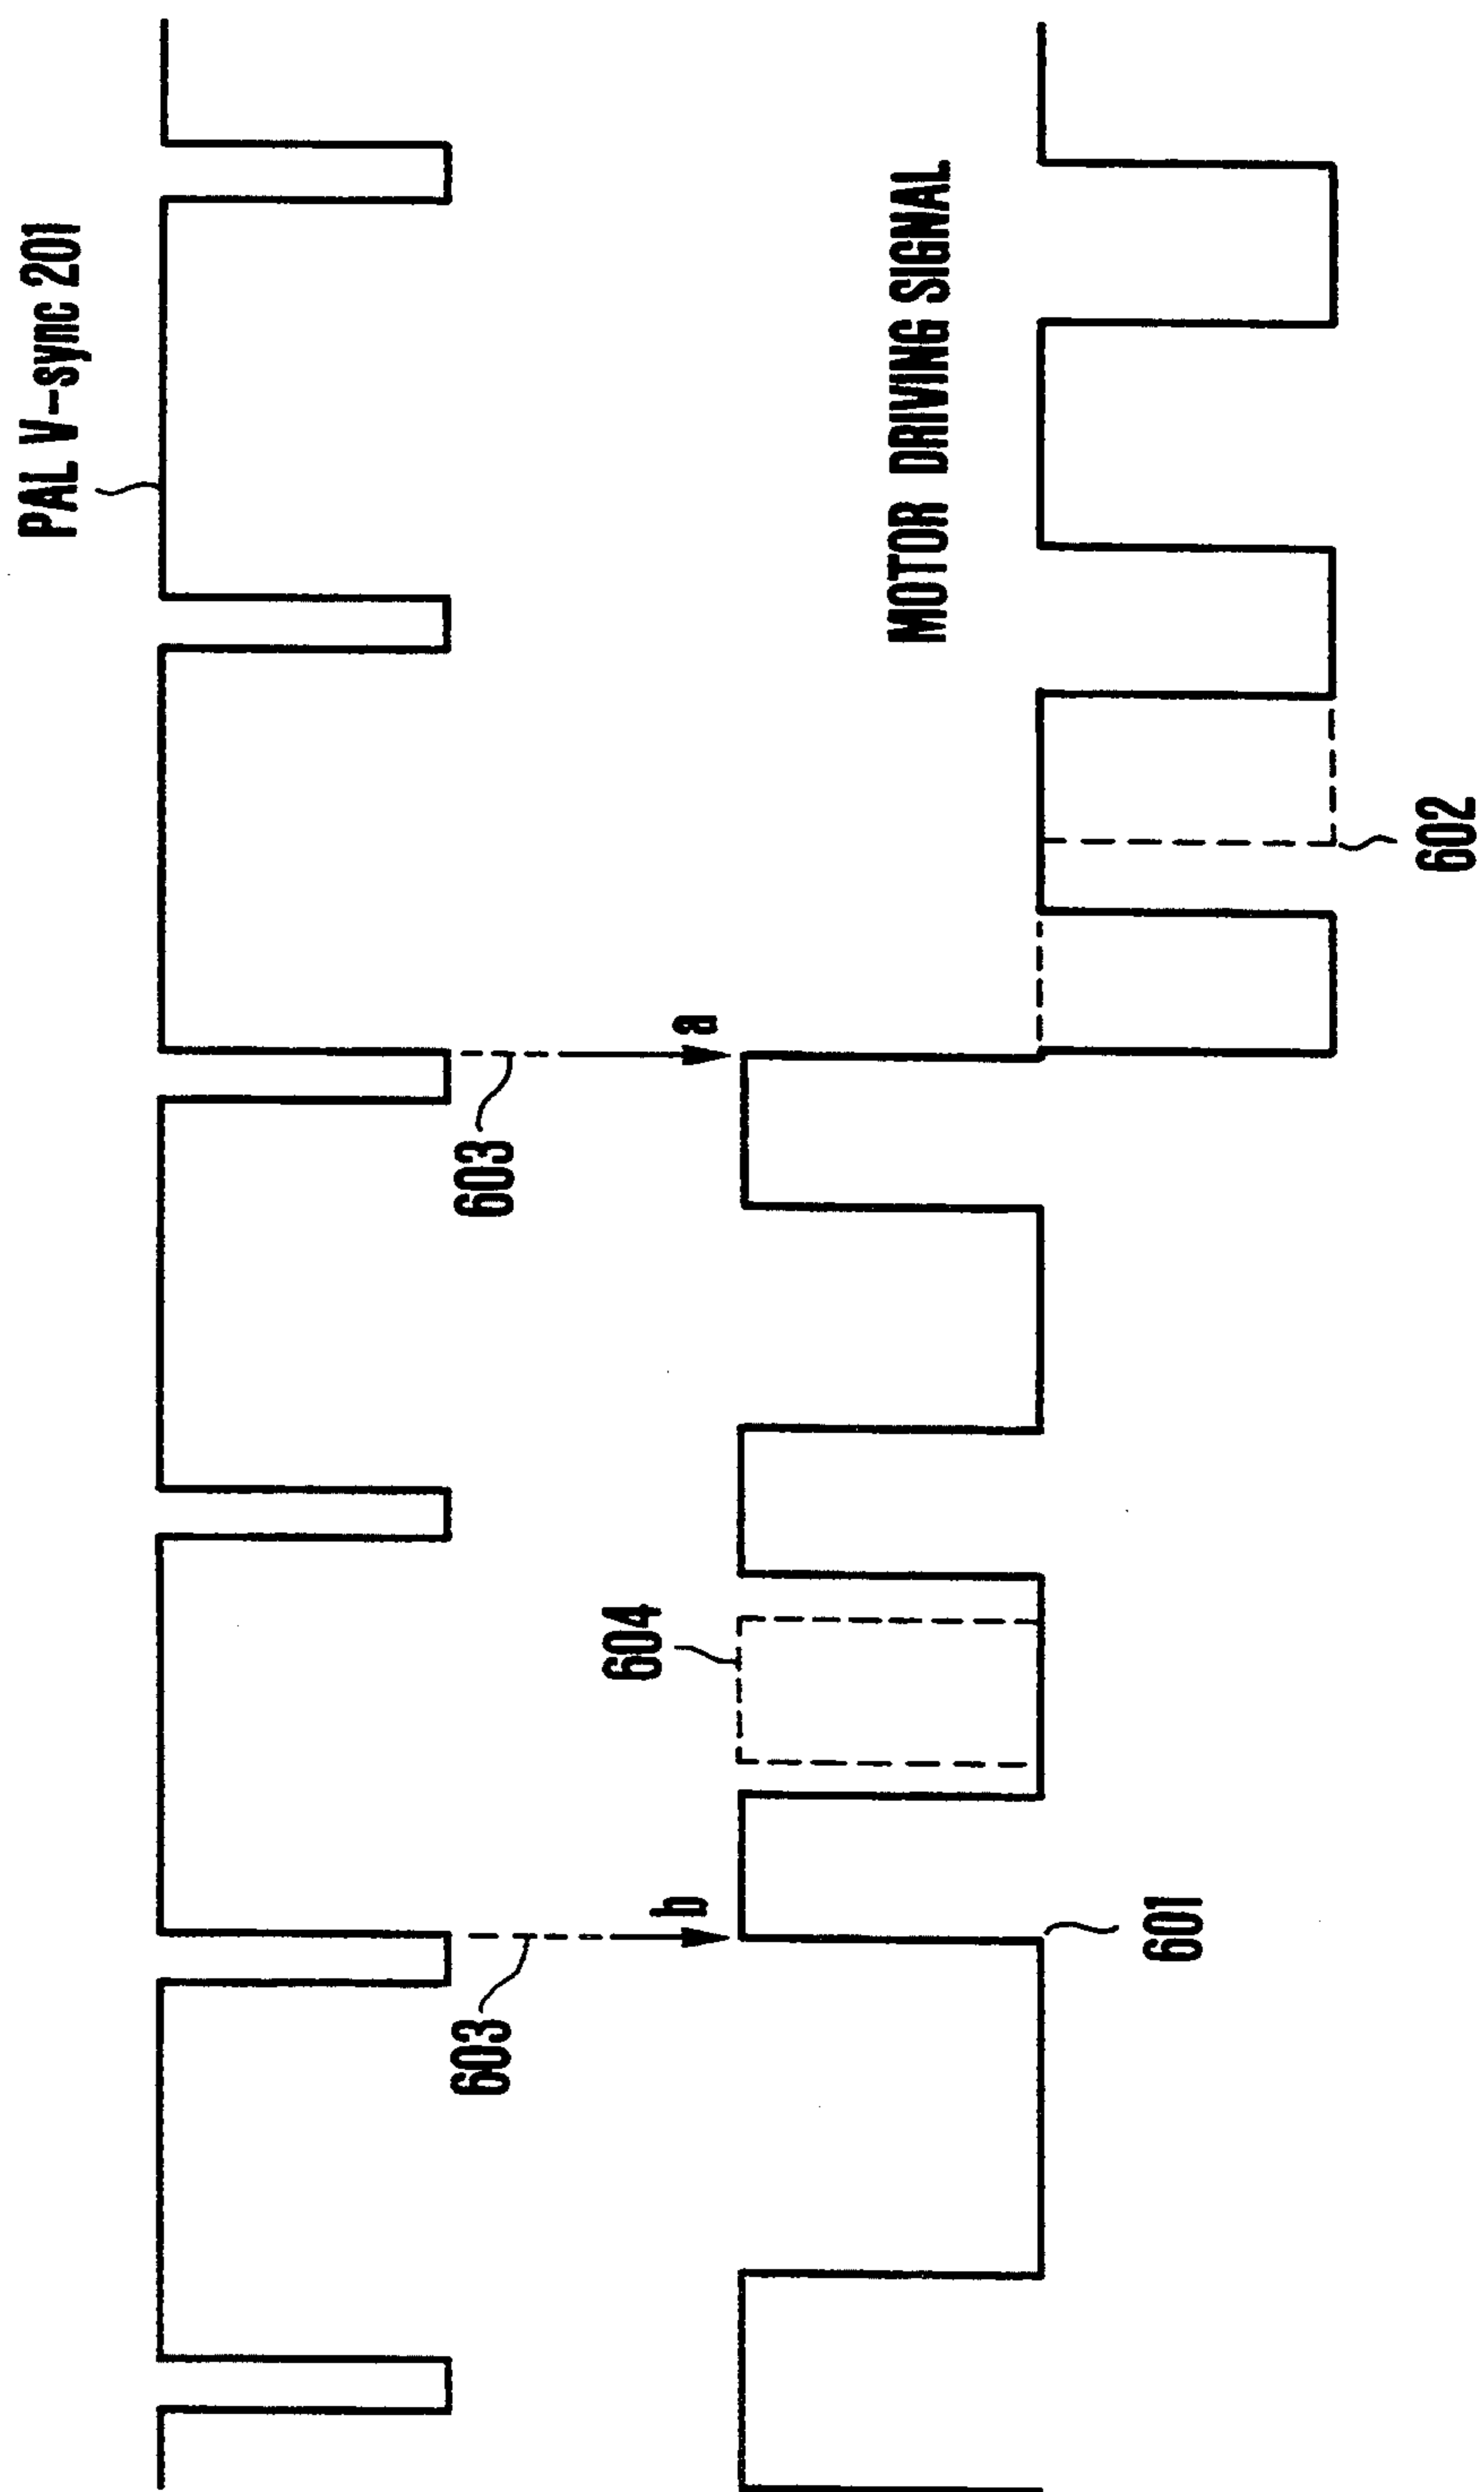 PAL V-sync 201
MOTOR DRIVING SIGNAL
603
b
603
a
604
601
602